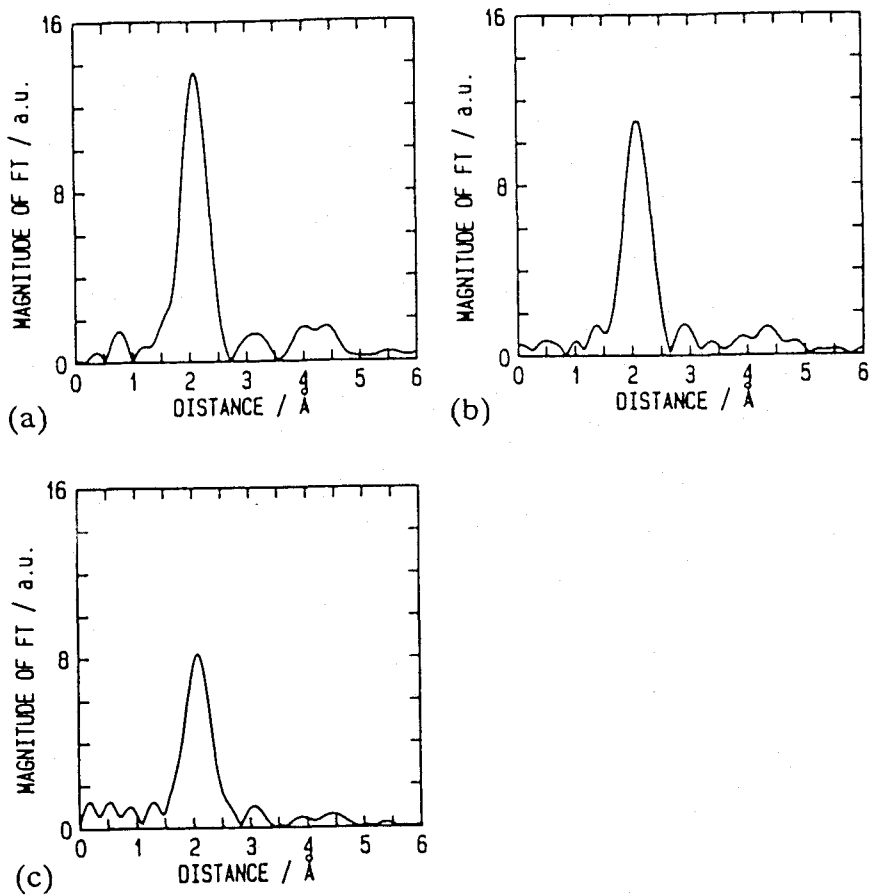 16
8
0
MAGNITUDE OF FT / a.u.
0 1 2 3 4 5 6
DISTANCE / Å
(a)
16
8
0
MAGNITUDE OF FT / a.u.
0 1 2 3 4 5 6
DISTANCE / Å
(b)
16
8
0
MAGNITUDE OF FT / a.u.
0 1 2 3 4 5 6
DISTANCE / Å
(c)